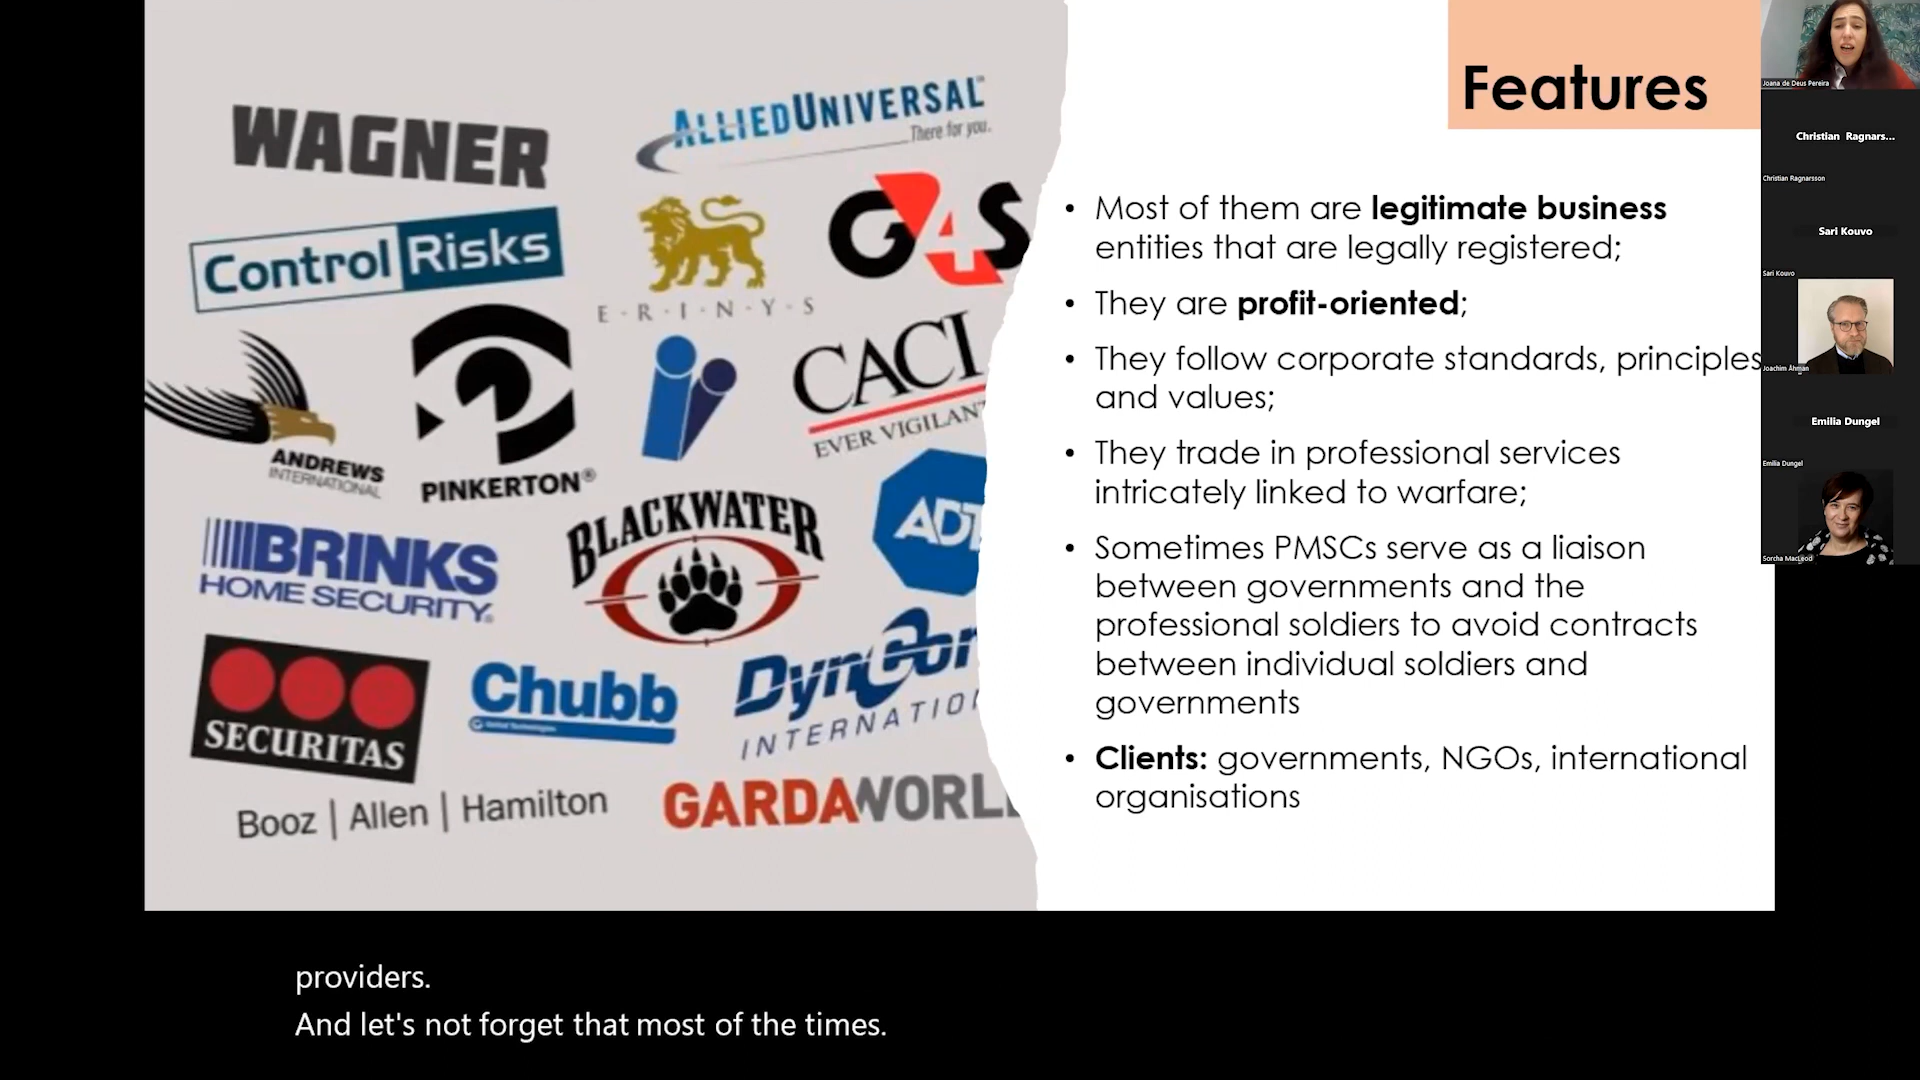 WAGNER
ALLIEDUNIVERSAL™
There for you.
Control Risks
E·R·I·N·Y·S
G4S
ANDREWS
INTERNATIONAL
PINKERTON®
CACI
EVER VIGILANT
BRINKS
HOME SECURITY
BLACKWATER
ADT
SECURITAS
Chubb
DynCor
INTERNATIO
Booz | Allen | Hamilton
GARDAWORL
Features
• Most of them are legitimate business
entities that are legally registered;
• They are profit-oriented;
• They follow corporate standards, principles
and values;
• They trade in professional services
intricately linked to warfare;
• Sometimes PMSCs serve as a liaison
between governments and the
professional soldiers to avoid contracts
between individual soldiers and
governments
• Clients: governments, NGOs, international
organisations
Joana de Deus Pereira
Christian Ragnars...
Christian Ragnarsson
Sari Kouvo
Sari Kouvo
Joachim Åhman
Emilia Dungel
Emilia Dungel
Sorcha MacLeod
providers.
And let's not forget that most of the times.